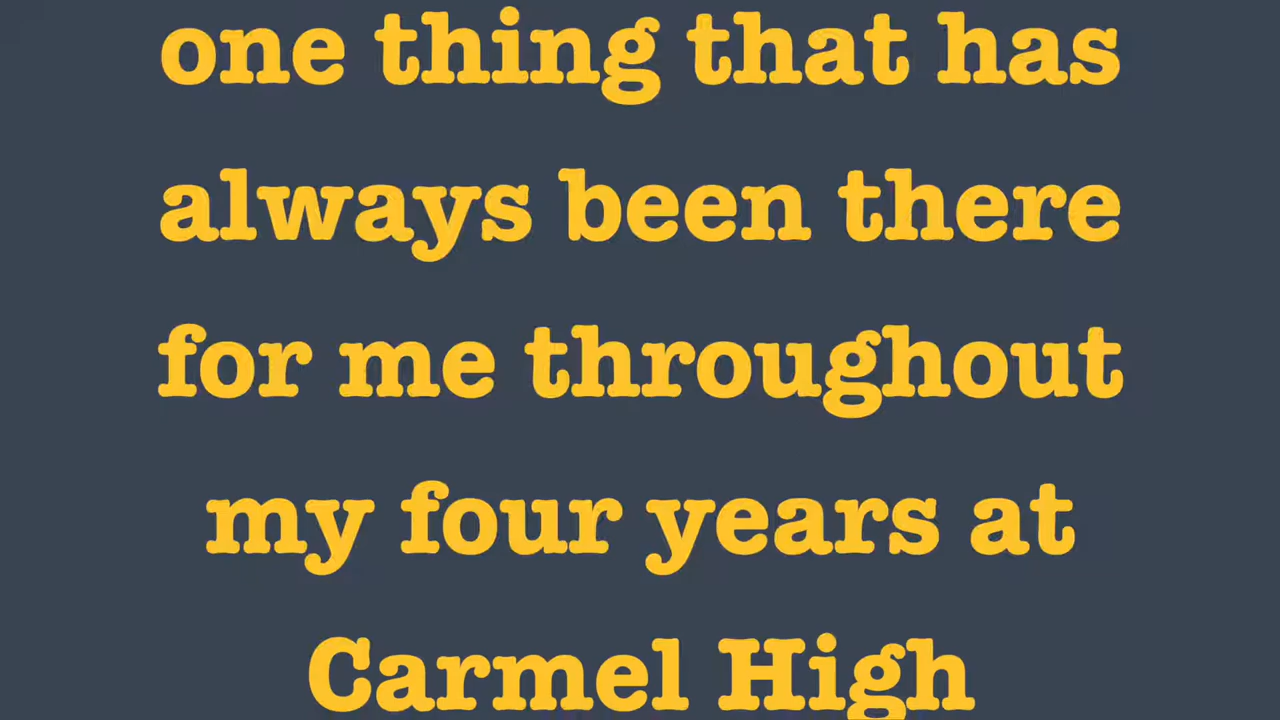 one thing that has
always been there
for me throughout
my four years at
Carmel High